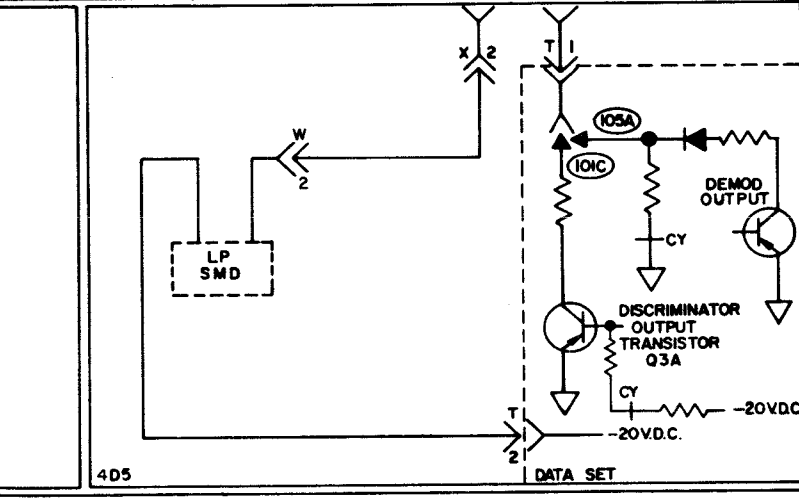 X 2
T 1
105A
W
101C
2
DEMOD
OUTPUT
CY
LP
SMD
DISCRIMINATOR
OUTPUT
TRANSISTOR
Q3A
CY
-20V.D.C
T
-20V.D.C.
2
4D5
DATA SET